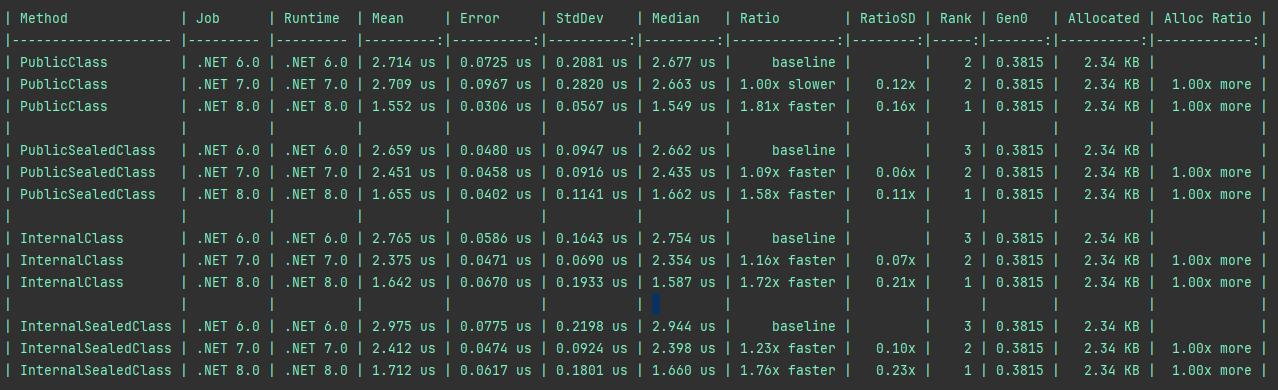 | Method              | Job      | Runtime  | Mean     | Error     | StdDev    | Median   | Ratio        | RatioSD | Rank | Gen0   | Allocated | Alloc Ratio |
|-------------------- |--------- |--------- |---------:|----------:|----------:|---------:|-------------:|--------:|-----:|-------:|----------:|------------:|
| PublicClass         | .NET 6.0 | .NET 6.0 | 2.714 us | 0.0725 us | 0.2081 us | 2.677 us |     baseline |         |    2 | 0.3815 |   2.34 KB |             |
| PublicClass         | .NET 7.0 | .NET 7.0 | 2.709 us | 0.0967 us | 0.2820 us | 2.663 us | 1.00x slower |   0.12x |    2 | 0.3815 |   2.34 KB |  1.00x more |
| PublicClass         | .NET 8.0 | .NET 8.0 | 1.552 us | 0.0306 us | 0.0567 us | 1.549 us | 1.81x faster |   0.16x |    1 | 0.3815 |   2.34 KB |  1.00x more |
|                     |          |          |          |           |           |          |              |         |      |        |           |             |
| PublicSealedClass   | .NET 6.0 | .NET 6.0 | 2.659 us | 0.0480 us | 0.0947 us | 2.662 us |     baseline |         |    3 | 0.3815 |   2.34 KB |             |
| PublicSealedClass   | .NET 7.0 | .NET 7.0 | 2.451 us | 0.0458 us | 0.0916 us | 2.435 us | 1.09x faster |   0.06x |    2 | 0.3815 |   2.34 KB |  1.00x more |
| PublicSealedClass   | .NET 8.0 | .NET 8.0 | 1.655 us | 0.0402 us | 0.1141 us | 1.662 us | 1.58x faster |   0.11x |    1 | 0.3815 |   2.34 KB |  1.00x more |
|                     |          |          |          |           |           |          |              |         |      |        |           |             |
| InternalClass       | .NET 6.0 | .NET 6.0 | 2.765 us | 0.0586 us | 0.1643 us | 2.754 us |     baseline |         |    3 | 0.3815 |   2.34 KB |             |
| InternalClass       | .NET 7.0 | .NET 7.0 | 2.375 us | 0.0471 us | 0.0690 us | 2.354 us | 1.16x faster |   0.07x |    2 | 0.3815 |   2.34 KB |  1.00x more |
| InternalClass       | .NET 8.0 | .NET 8.0 | 1.642 us | 0.0670 us | 0.1933 us | 1.587 us | 1.72x faster |   0.21x |    1 | 0.3815 |   2.34 KB |  1.00x more |
|                     |          |          |          |           |           |          |              |         |      |        |           |             |
| InternalSealedClass | .NET 6.0 | .NET 6.0 | 2.975 us | 0.0775 us | 0.2198 us | 2.944 us |     baseline |         |    3 | 0.3815 |   2.34 KB |             |
| InternalSealedClass | .NET 7.0 | .NET 7.0 | 2.412 us | 0.0474 us | 0.0924 us | 2.398 us | 1.23x faster |   0.10x |    2 | 0.3815 |   2.34 KB |  1.00x more |
| InternalSealedClass | .NET 8.0 | .NET 8.0 | 1.712 us | 0.0617 us | 0.1801 us | 1.660 us | 1.76x faster |   0.23x |    1 | 0.3815 |   2.34 KB |  1.00x more |